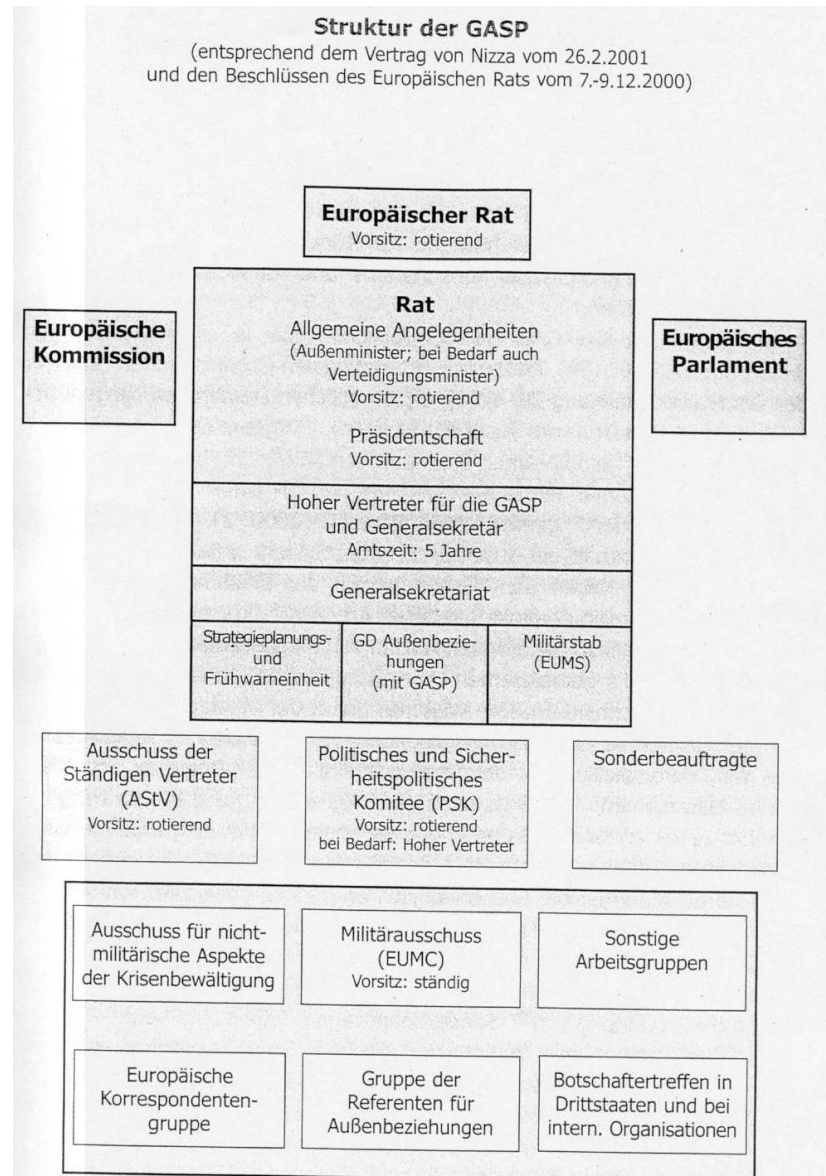 Struktur der GASP
(entsprechend dem Vertrag von Nizza vom 26.2.2001
und den Beschlüssen des Europäischen Rats vom 7.-9.12.2000)
Europäischer Rat
Vorsitz: rotierend
Rat
Allgemeine Angelegenheiten
(Außenminister; bei Bedarf auch
Verteidigungsminister)
Vorsitz: rotierend
Präsidentschaft
Vorsitz: rotierend
Europäische
Kommission
Europäisches
Parlament
Hoher Vertreter für die GASP
und Generalsekretär
Amtszeit: 5 Jahre
Generalsekretariat
Strategieplanungs-
und
Frühwarneinheit
GD Außenbezie-
hungen
(mit GASP)
Militärstab
(EUMS)
Ausschuss der
Ständigen Vertreter
(AStV)
Vorsitz: rotierend
Politisches und Sicher-
heitspolitisches
Komitee (PSK)
Vorsitz: rotierend
bei Bedarf: Hoher Vertreter
Sonderbeauftragte
Ausschuss für nicht-
militärische Aspekte
der Krisenbewältigung
Militärausschuss
(EUMC)
Vorsitz: ständig
Sonstige
Arbeitsgruppen
Europäische
Korrespondenten-
gruppe
Gruppe der
Referenten für
Außenbeziehungen
Botschaftertreffen in
Drittstaaten und bei
intern. Organisationen